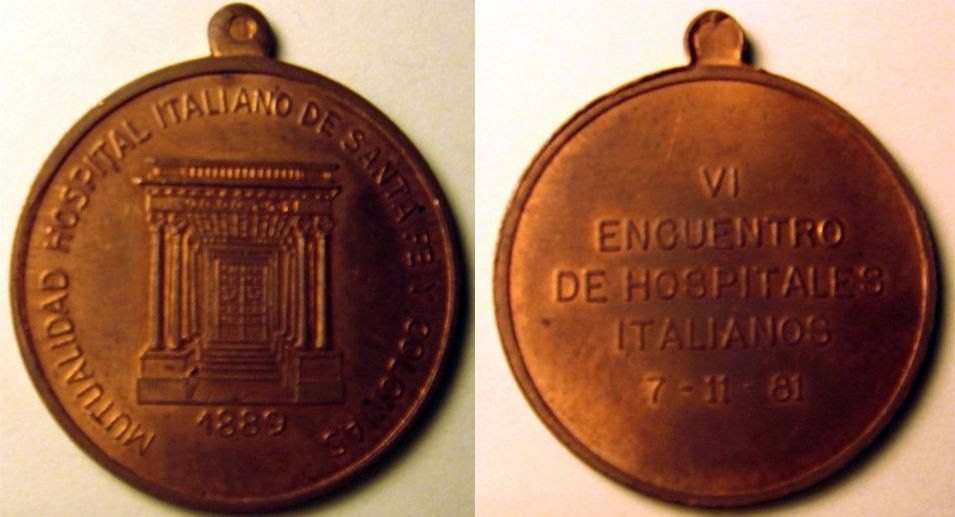 MUTUALIDAD HOSPITAL ITALIANO DE SANTA FE Y COLONIAS
1889
VI
ENCUENTRO
DE HOSPITALES
ITALIANOS
7-11-81